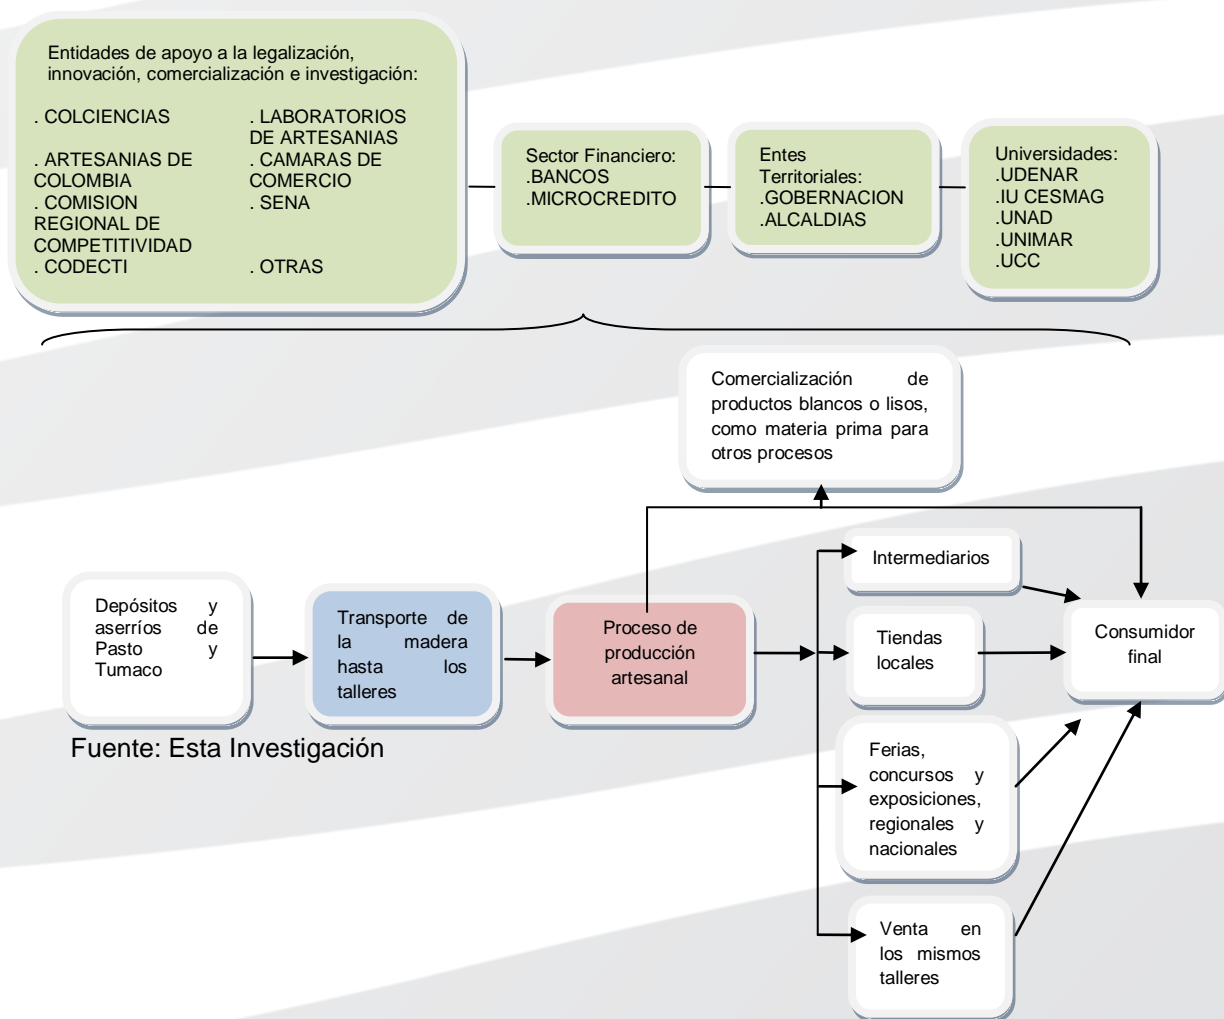 Entidades de apoyo a la legalización,
innovación, comercialización e investigación:
. COLCIENCIAS
. ARTESANIAS DE
COLOMBIA
. COMISION
REGIONAL DE
COMPETITIVIDAD
. CODECTI
. LABORATORIOS
DE ARTESANIAS
. CAMARAS DE
COMERCIO
. SENA
. OTRAS
Sector Financiero:
.BANCOS
.MICROCREDITO
Entes
Territoriales:
.GOBERNACION
.ALCALDIAS
Universidades:
.UDENAR
.IU CESMAG
.UNAD
.UNIMAR
.UCC
Comercialización de
productos blancos o lisos,
como materia prima para
otros procesos
Depósitos y
aserríos de
Pasto y
Tumaco
Transporte de
la madera
hasta los
talleres
Proceso de
producción
artesanal
Intermediarios
Tiendas
locales
Ferias,
concursos y
exposiciones,
regionales y
nacionales
Venta en
los mismos
talleres
Consumidor
final
Fuente: Esta Investigación